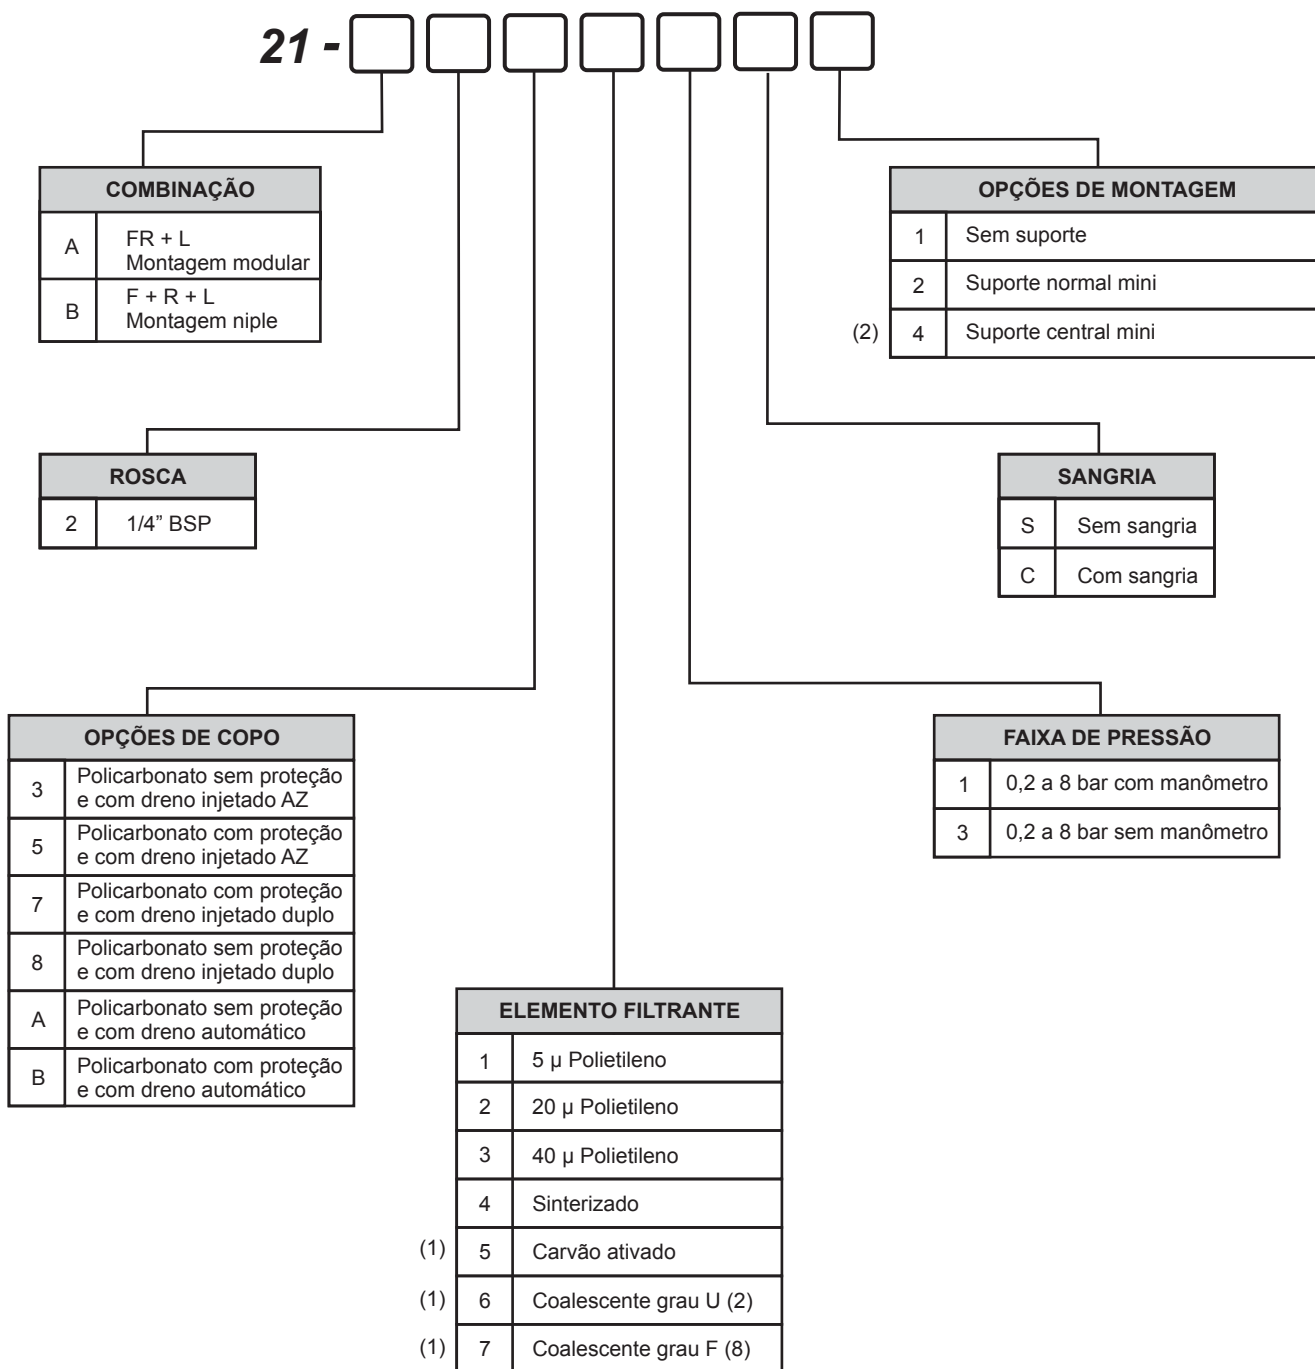 21 -
COMBINAÇÃO
A
FR + L
Montagem modular
B
F + R + L
Montagem niple
OPÇÕES DE MONTAGEM
1 Sem suporte
2 Suporte normal mini
(2) 4 Suporte central mini
ROSCA
2 1/4” BSP
SANGRIA
S Sem sangria
C Com sangria
OPÇÕES DE COPO
3
Policarbonato sem proteção
e com dreno injetado AZ
5
Policarbonato com proteção
e com dreno injetado AZ
7
Policarbonato com proteção
e com dreno injetado duplo
8
Policarbonato sem proteção
e com dreno injetado duplo
A
Policarbonato sem proteção
e com dreno automático
B
Policarbonato com proteção
e com dreno automático
FAIXA DE PRESSÃO
1 0,2 a 8 bar com manômetro
3 0,2 a 8 bar sem manômetro
ELEMENTO FILTRANTE
1 5 µ Polietileno
2 20 µ Polietileno
3 40 µ Polietileno
4 Sinterizado
(1) 5 Carvão ativado
(1) 6 Coalescente grau U (2)
(1) 7 Coalescente grau F (8)